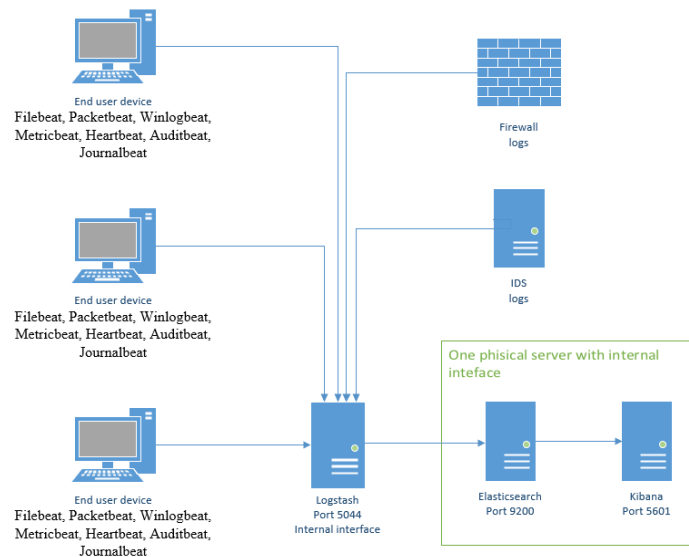 End user device
Filebeat, Packetbeat, Winlogbeat,
Metricbeat, Heartbeat, Auditbeat,
Journalbeat
Firewall
logs
End user device
Filebeat, Packetbeat, Winlogbeat,
Metricbeat, Heartbeat, Auditbeat,
Journalbeat
IDS
logs
One phisical server with internal
inteface
End user device
Filebeat, Packetbeat, Winlogbeat,
Metricbeat, Heartbeat, Auditbeat,
Journalbeat
Logstash
Port 5044
Internal interface
Elasticsearch
Port 9200
Kibana
Port 5601